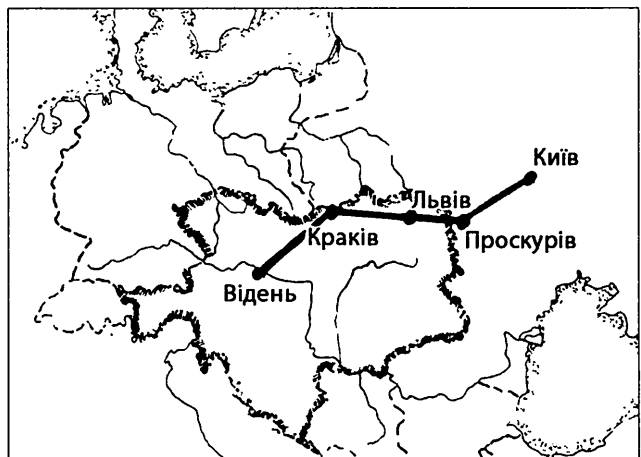 Київ
Львів
Краків
Проскурів
Відень